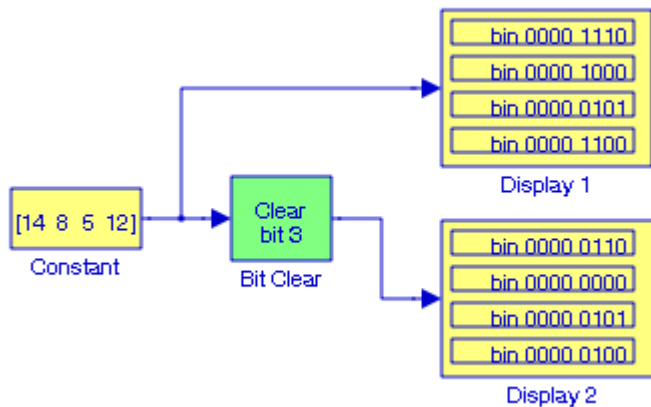 bin 0000 1110
bin 0000 1000
bin 0000 0101
bin 0000 1100
Display 1
[14 8 5 12]
Constant
Clear
bit 3
Bit Clear
bin 0000 0110
bin 0000 0000
bin 0000 0101
bin 0000 0100
Display 2